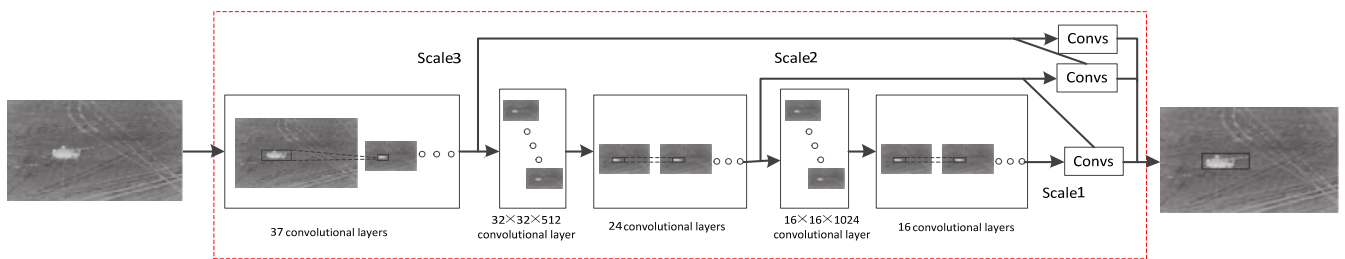 Convs
Scale3
Scale2
Convs
Convs
Scale1
37 convolutional layers
32×32×512
convolutional layer
24 convolutional layers
16×16×1024
convolutional layer
16 convolutional layers